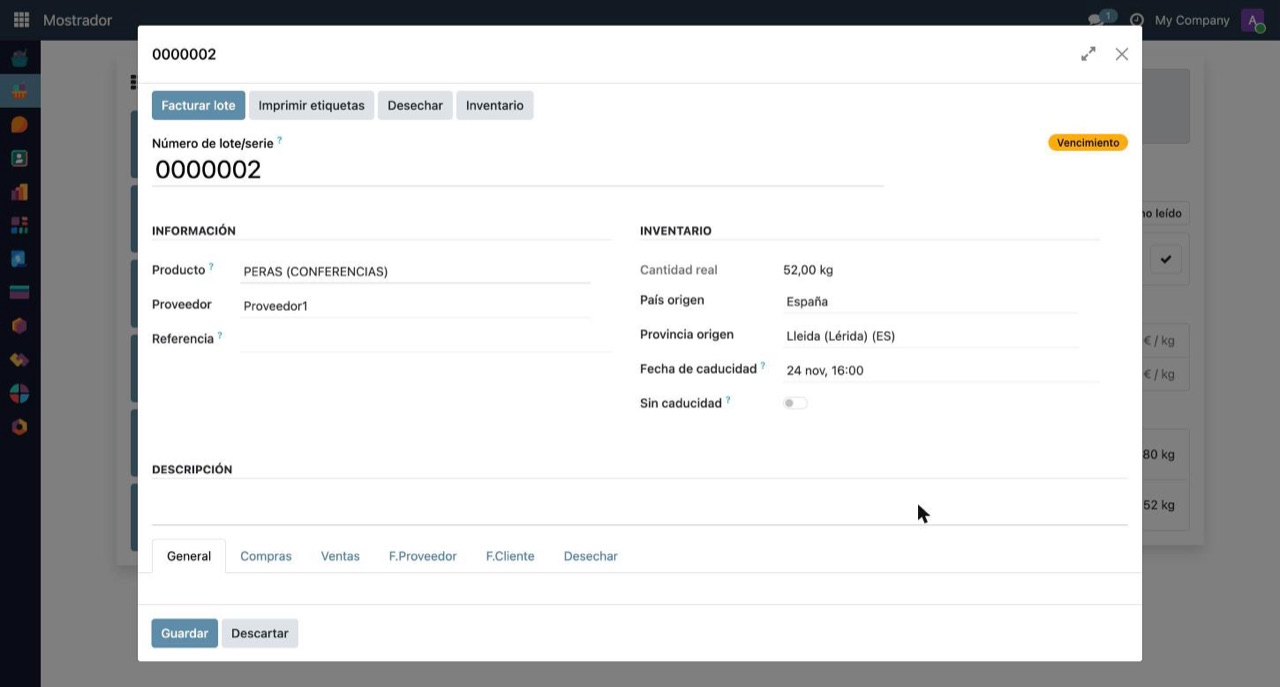 Mostrador
1
My Company
A
0000002
Facturar lote
Imprimir etiquetas
Desechar
Inventario
Número de lote/serie ?
Vencimiento
0000002
INFORMACIÓN
Producto ?
PERAS (CONFERENCIAS)
Proveedor
Proveedor1
Referencia ?
INVENTARIO
Cantidad real
52,00 kg
País origen
España
Provincia origen
Lleida (Lérida) (ES)
Fecha de caducidad ?
24 nov, 16:00
Sin caducidad ?
DESCRIPCIÓN
General
Compras
Ventas
F.Proveedor
F.Cliente
Desechar
Guardar
Descartar
no leído
€ / kg
€ / kg
80 kg
52 kg